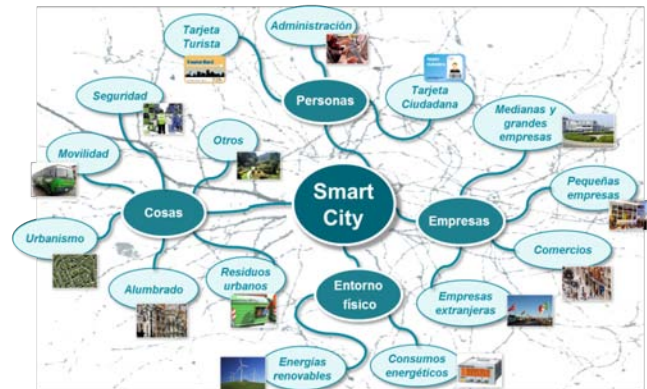 Administración
Tarjeta
Turista
Seguridad
Personas
Tarjeta
Ciudadana
Medianas y
grandes
empresas
Movilidad
Otros
Smart
City
Pequeñas
empresas
Cosas
Empresas
Urbanismo
Comercios
Alumbrado
Residuos
urbanos
Entorno
físico
Empresas
extranjeras
Energías
renovables
Consumos
energéticos